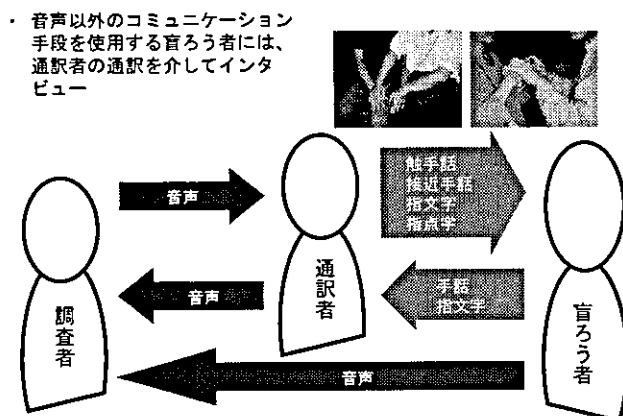 ・ 音声以外のコミュニケーション
手段を使用する盲ろう者には、
通訳者の通訳を介してインタ
ビュー
音声
触手話
接近手話
指文字
指点字
音声
手話
指文字
音声
調査者
通訳者
盲ろう者